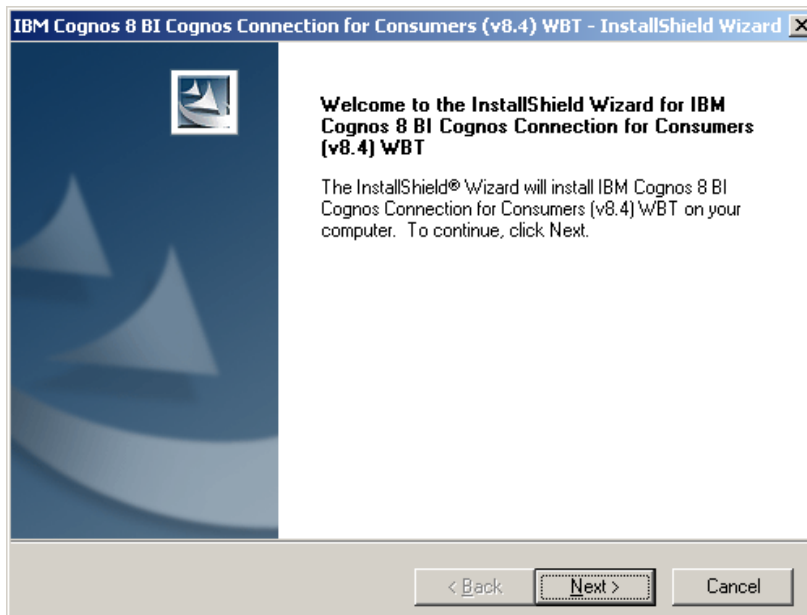 IBM Cognos 8 BI Cognos Connection for Consumers (v8.4) WBT - InstallShield Wizard
Welcome to the InstallShield Wizard for IBM
Cognos 8 BI Cognos Connection for Consumers
(v8.4) WBT
The InstallShield® Wizard will install IBM Cognos 8 BI
Cognos Connection for Consumers (v8.4) WBT on your
computer. To continue, click Next.
< Back
Next >
Cancel